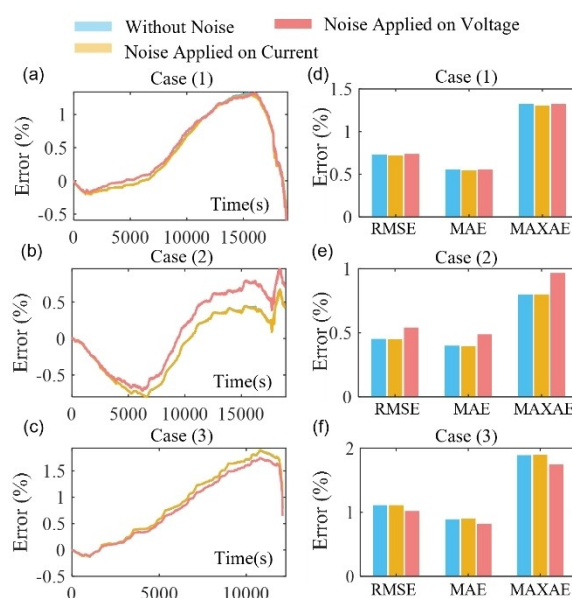 Without Noise
Noise Applied on Voltage
Noise Applied on Current
(a)
Case (1)
Error (%)
1
0.5
0
-0.5
Time(s)
5000 10000 15000
(d)
Case (1)
Error (%)
1.5
1
0.5
0
RMSE MAE MAXAE
(b)
Case (2)
Error (%)
0.5
0
-0.5
0 5000 10000 15000
(e)
Case (2)
Error (%)
1
0.5
0
RMSE MAE MAXAE
(c)
Case (3)
Error (%)
1.5
1
0.5
0
-0.5
Time(s)
0 5000 10000
(f)
Case (3)
Error (%)
2
1
0
RMSE MAE MAXAE